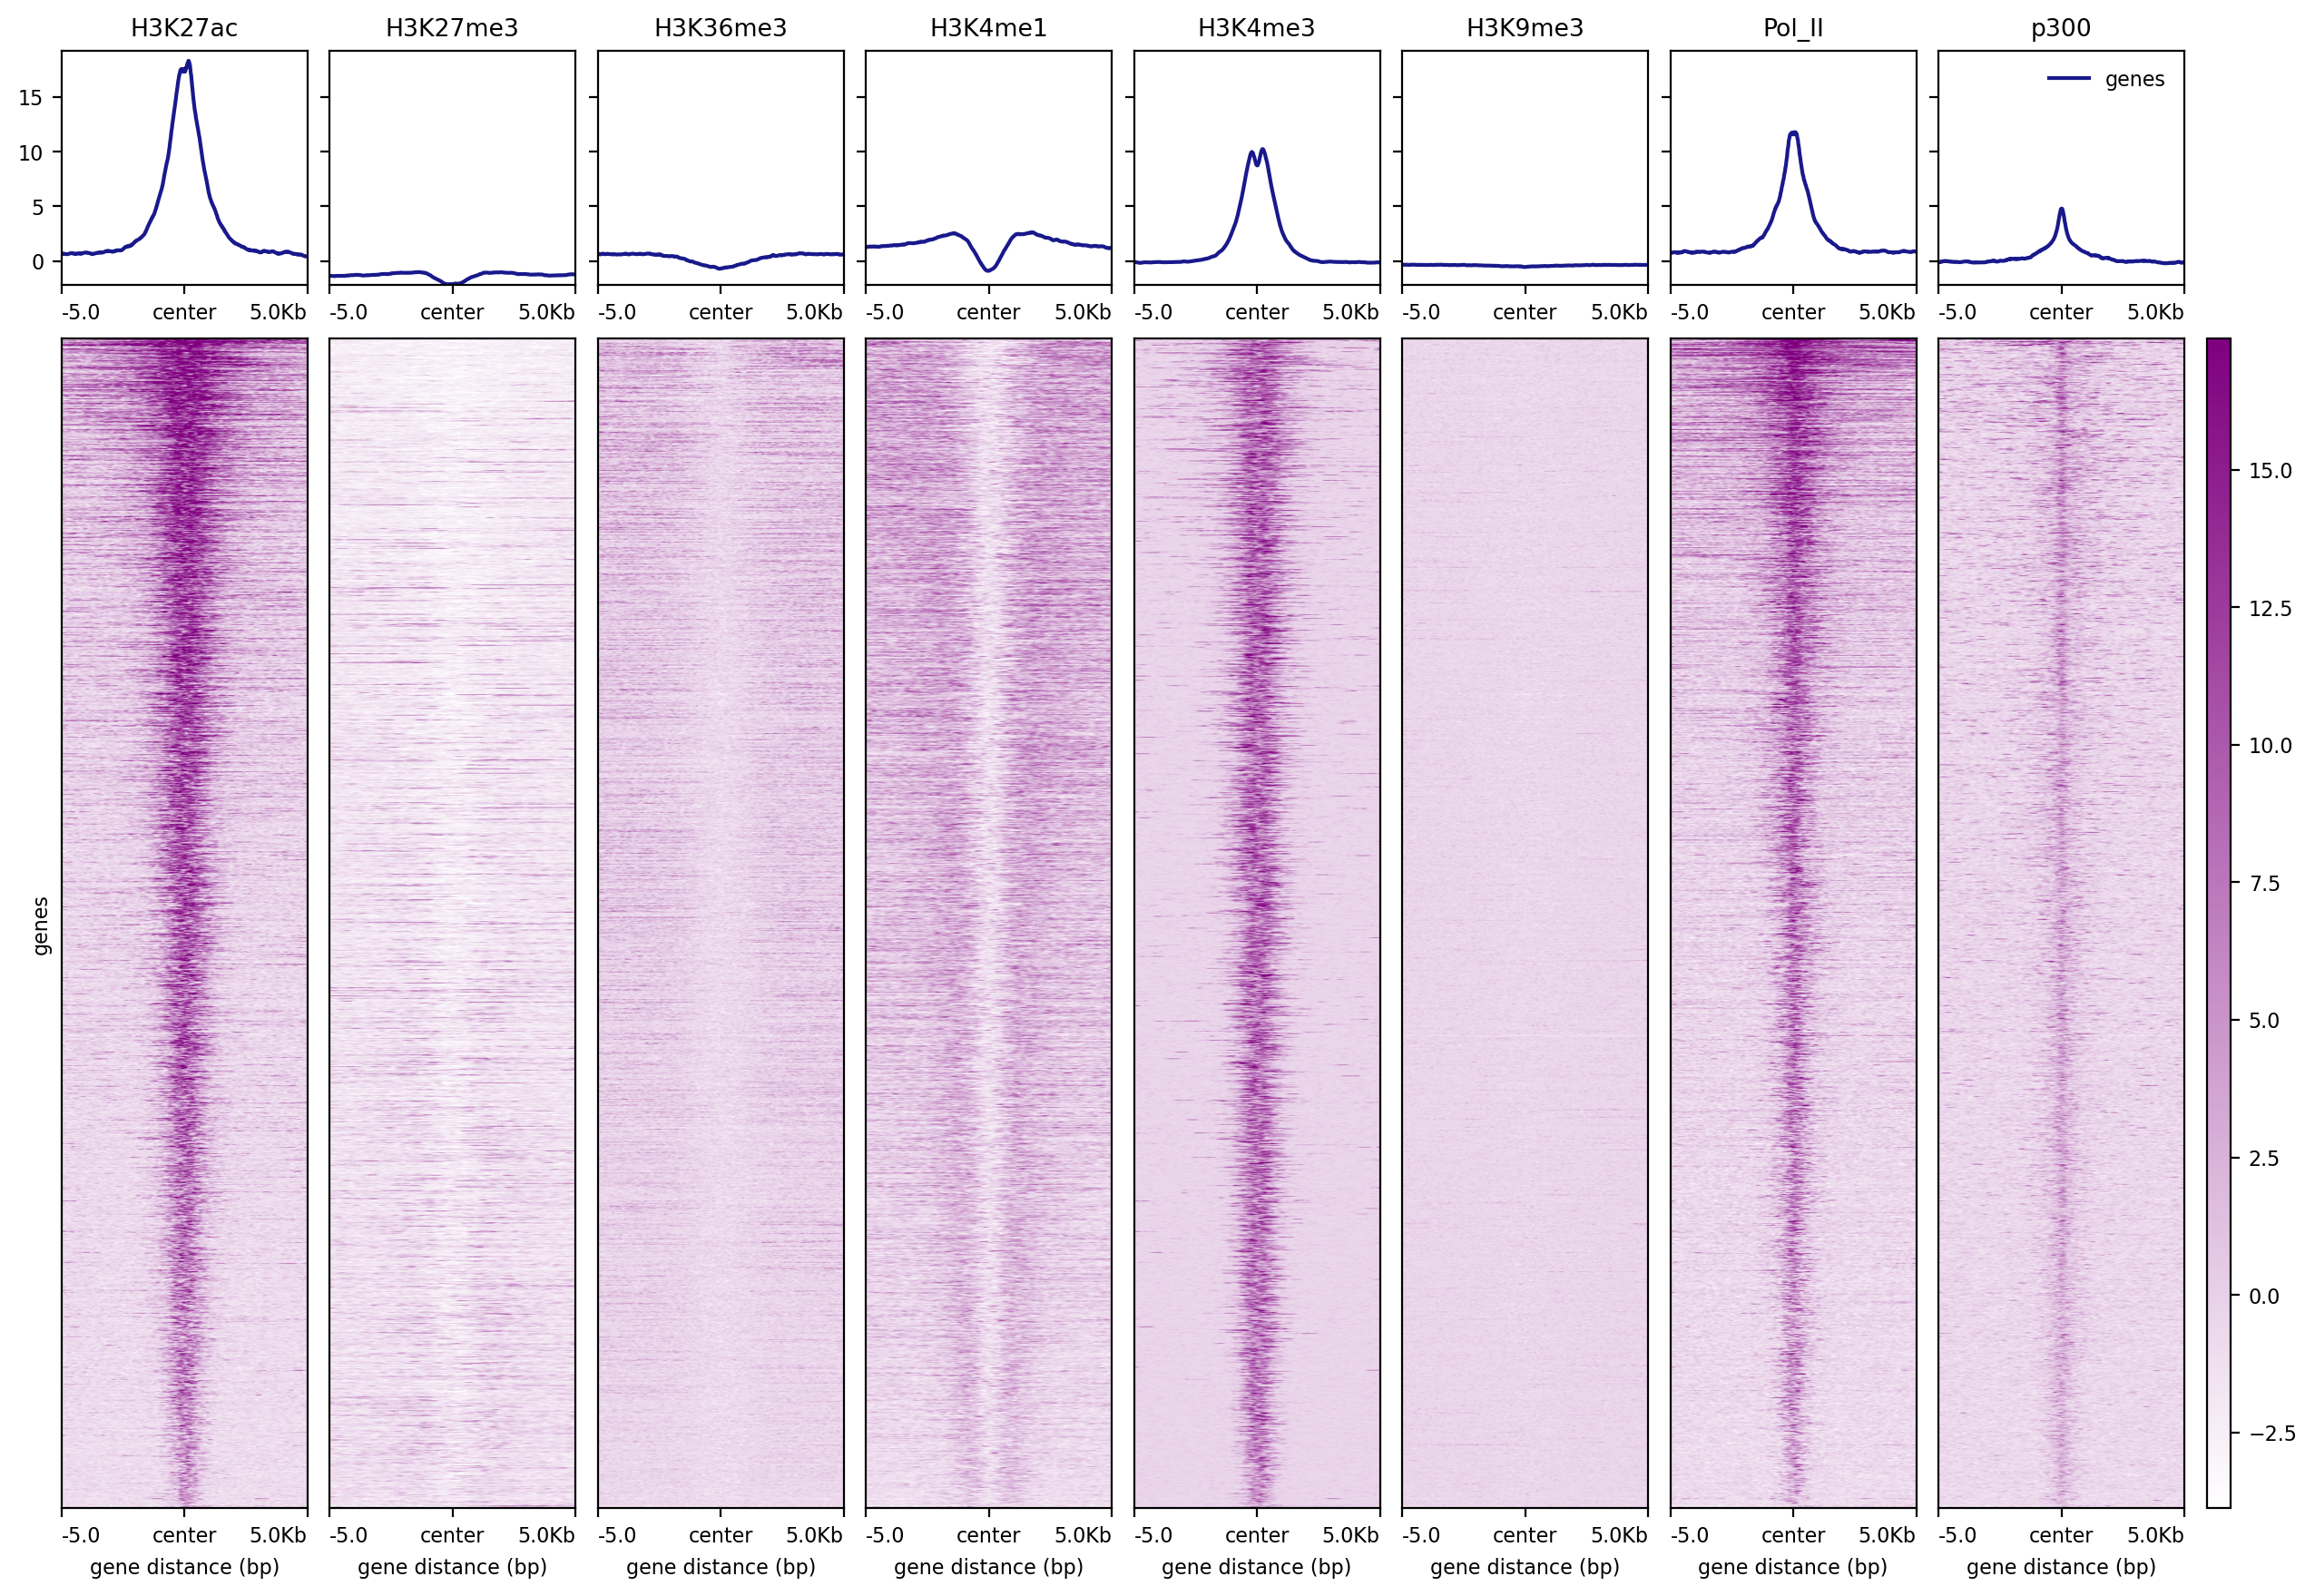 H3K27ac H3K27me3 H3K36me3 H3K4me1 H3K4me3 H3K9me3 Pol_II p300
genes
15
10
5
0
-5.0 center 5.0Kb -5.0 center 5.0Kb -5.0 center 5.0Kb -5.0 center 5.0Kb -5.0 center 5.0Kb -5.0 center 5.0Kb -5.0 center 5.0Kb -5.0 center 5.0Kb
genes
15.0
12.5
10.0
7.5
5.0
2.5
0.0
−2.5
-5.0 center 5.0Kb -5.0 center 5.0Kb -5.0 center 5.0Kb -5.0 center 5.0Kb -5.0 center 5.0Kb -5.0 center 5.0Kb -5.0 center 5.0Kb -5.0 center 5.0Kb
gene distance (bp) gene distance (bp) gene distance (bp) gene distance (bp) gene distance (bp) gene distance (bp) gene distance (bp) gene distance (bp)